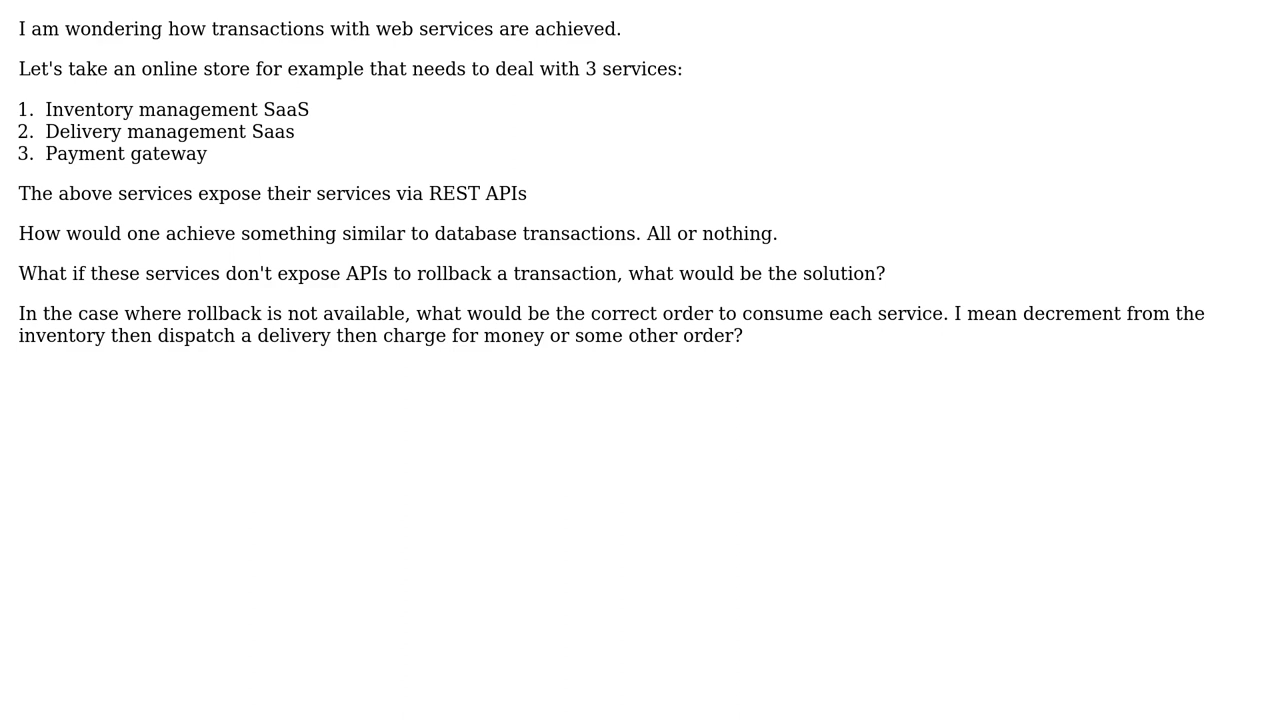 I am wondering how transactions with web services are achieved.
Let's take an online store for example that needs to deal with 3 services:
1. Inventory management SaaS
2. Delivery management Saas
3. Payment gateway
The above services expose their services via REST APIs
How would one achieve something similar to database transactions. All or nothing.
What if these services don't expose APIs to rollback a transaction, what would be the solution?
In the case where rollback is not available, what would be the correct order to consume each service. I mean decrement from the
inventory then dispatch a delivery then charge for money or some other order?